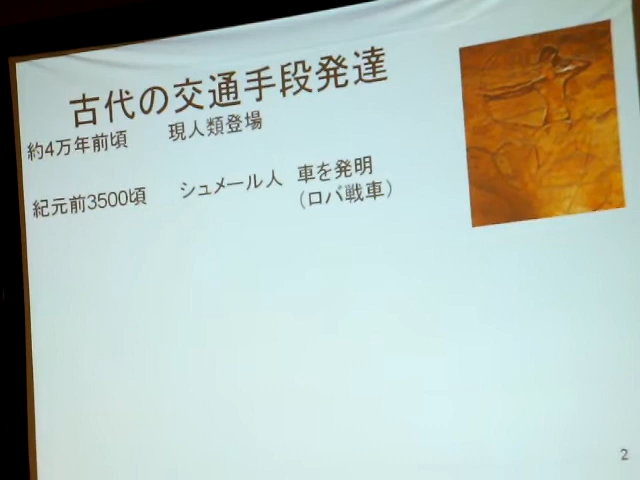 古代の交通手段発達
約4万年前頃 現人類登場
紀元前3500頃 シュメール人 車を発明
(ロバ戦車)
2